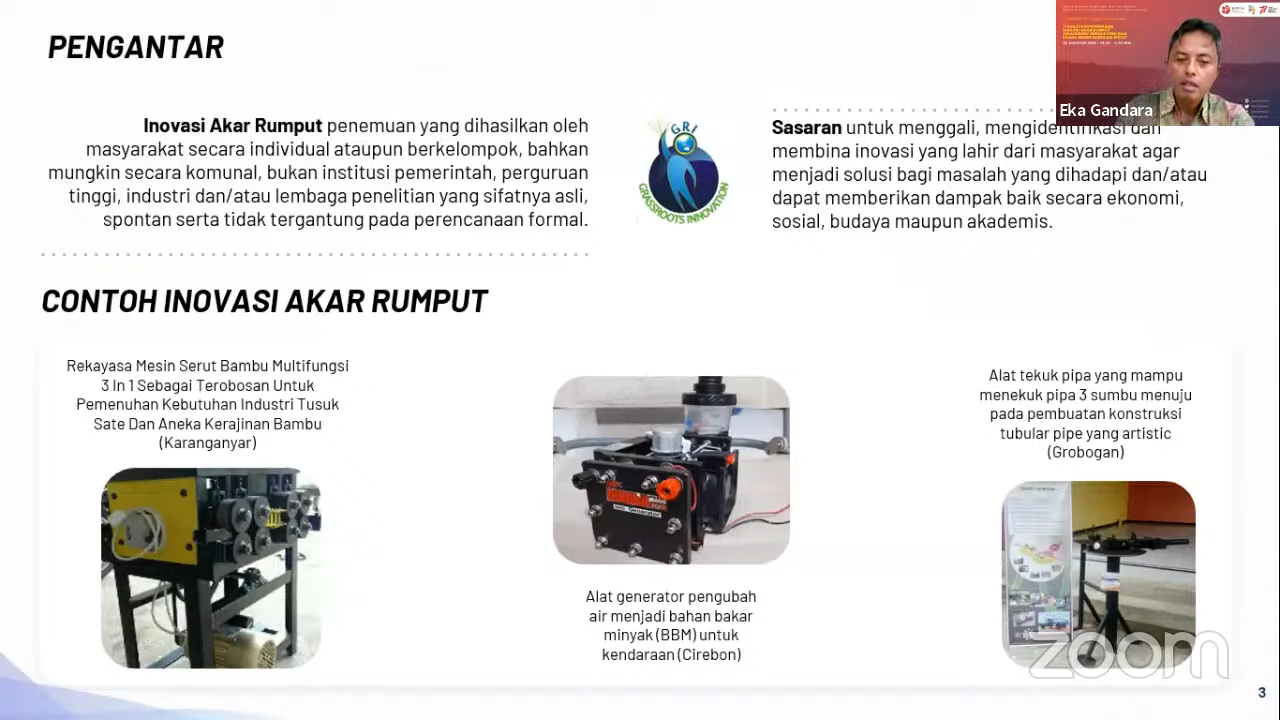 PENGANTAR
Inovasi Akar Rumput penemuan yang dihasilkan oleh
masyarakat secara individual ataupun berkelompok, bahkan
mungkin secara komunal, bukan institusi pemerintah, perguruan
tinggi, industri dan/atau lembaga penelitian yang sifatnya asli,
spontan serta tidak tergantung pada perencanaan formal.
GRI
GRASSROOTS INNOVATION
Eka Gandara
Sasaran untuk menggali, mengidentifikasi dan
membina inovasi yang lahir dari masyarakat agar
menjadi solusi bagi masalah yang dihadapi dan/atau
dapat memberikan dampak baik secara ekonomi,
sosial, budaya maupun akademis.
CONTOH INOVASI AKAR RUMPUT
Rekayasa Mesin Serut Bambu Multifungsi
3 In 1 Sebagai Terobosan Untuk
Pemenuhan Kebutuhan Industri Tusuk
Sate Dan Aneka Kerajinan Bambu
(Karanganyar)
Generator
Alat generator pengubah
air menjadi bahan bakar
minyak (BBM) untuk
kendaraan (Cirebon)
Alat tekuk pipa yang mampu
menekuk pipa 3 sumbu menuju
pada pembuatan konstruksi
tubular pipe yang artistic
(Grobogan)
zoom
3